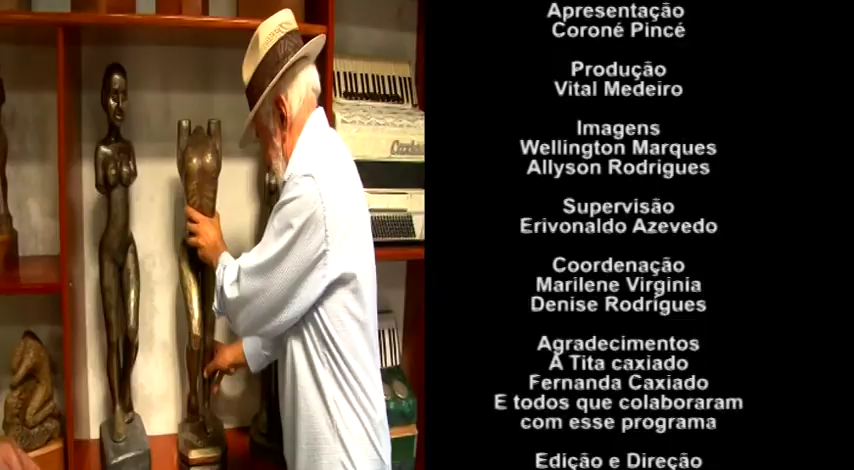 Apresentação
Coroné Pincé
Produção
Vital Medeiro
Imagens
Wellington Marques
Allyson Rodrigues
Supervisão
Erivonaldo Azevedo
Coordenação
Marilene Virginia
Denise Rodrigues
Agradecimentos
A Tita caxiado
Fernanda Caxiado
E todos que colaboraram
com esse programa
Edição e Direção